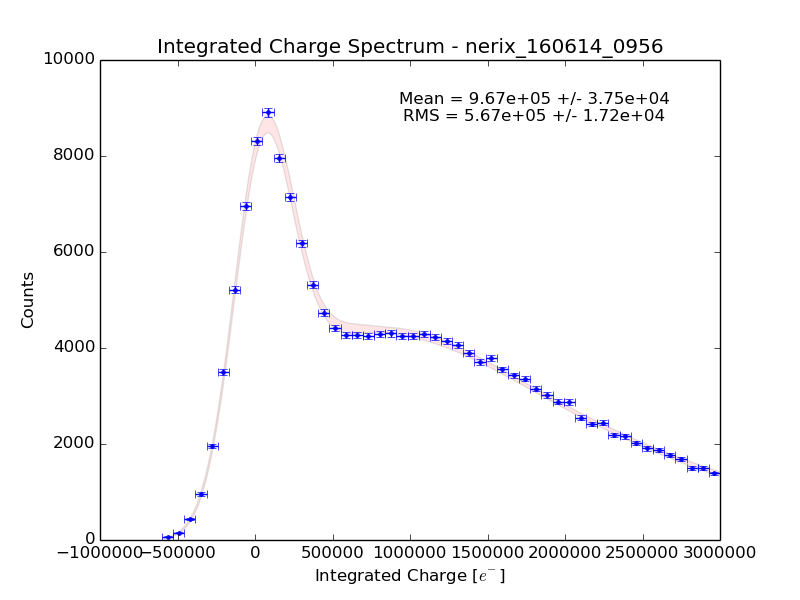 Integrated Charge Spectrum - nerix_160614_0956
Mean = 9.67e+05 +/- 3.75e+04
RMS = 5.67e+05 +/- 1.72e+04
10000
8000
6000
4000
2000
0
Counts
−1000000 −500000 0 500000 1000000 1500000 2000000 2500000 3000000
Integrated Charge [e⁻]